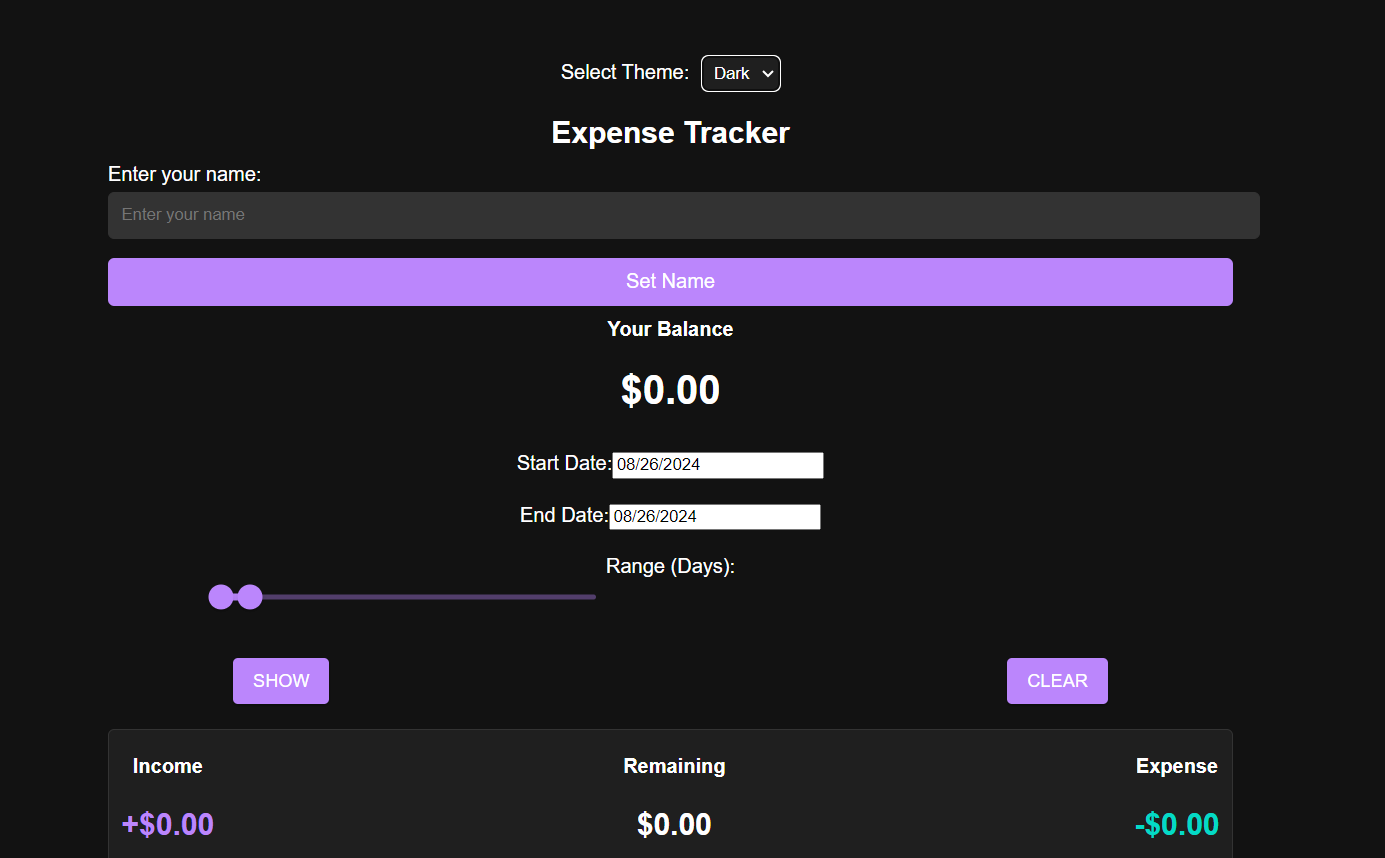 Select Theme: Dark
Expense Tracker
Enter your name:
Enter your name
Set Name
Your Balance
$0.00
Start Date: 08/26/2024
End Date: 08/26/2024
Range (Days):
SHOW CLEAR
Income Remaining Expense
+$0.00 $0.00 -$0.00